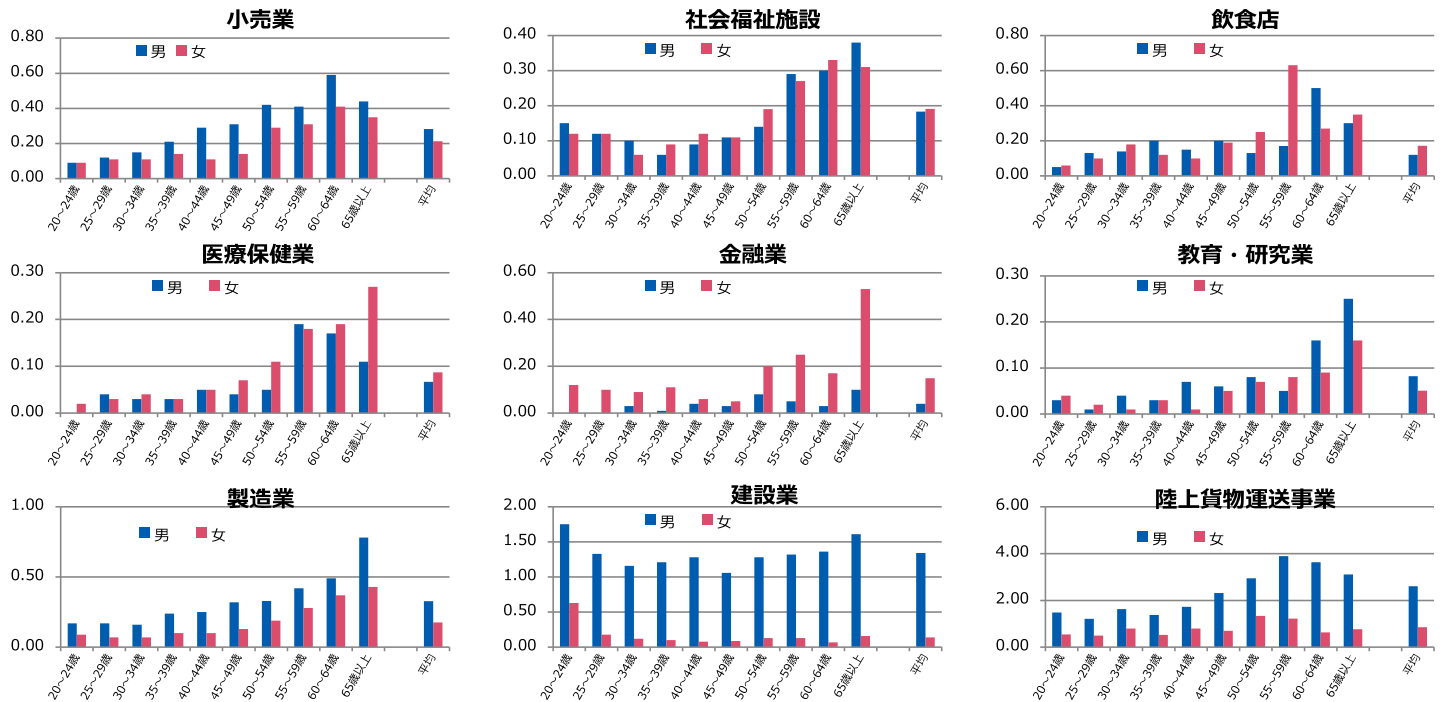 小売業
0.80
0.60
0.40
0.20
0.00
男 女
20～24歳
25～29歳
30～34歳
35～39歳
40～44歳
45～49歳
50～54歳
55～59歳
60～64歳
65歳以上
平均
社会福祉施設
0.40
0.30
0.20
0.10
0.00
男 女
20～24歳
25～29歳
30～34歳
35～39歳
40～44歳
45～49歳
50～54歳
55～59歳
60～64歳
65歳以上
平均
飲食店
0.80
0.60
0.40
0.20
0.00
男 女
20～24歳
25～29歳
30～34歳
35～39歳
40～44歳
45～49歳
50～54歳
55～59歳
60～64歳
65歳以上
平均
医療保健業
0.30
0.20
0.10
0.00
男 女
20～24歳
25～29歳
30～34歳
35～39歳
40～44歳
45～49歳
50～54歳
55～59歳
60～64歳
65歳以上
平均
金融業
0.60
0.40
0.20
0.00
男 女
20～24歳
25～29歳
30～34歳
35～39歳
40～44歳
45～49歳
50～54歳
55～59歳
60～64歳
65歳以上
平均
教育・研究業
0.30
0.20
0.10
0.00
男 女
20～24歳
25～29歳
30～34歳
35～39歳
40～44歳
45～49歳
50～54歳
55～59歳
60～64歳
65歳以上
平均
製造業
1.00
0.50
0.00
男 女
20～24歳
25～29歳
30～34歳
35～39歳
40～44歳
45～49歳
50～54歳
55～59歳
60～64歳
65歳以上
平均
建設業
2.00
1.50
1.00
0.50
0.00
男 女
20～24歳
25～29歳
30～34歳
35～39歳
40～44歳
45～49歳
50～54歳
55～59歳
60～64歳
65歳以上
平均
陸上貨物運送事業
6.00
4.00
2.00
0.00
男 女
20～24歳
25～29歳
30～34歳
35～39歳
40～44歳
45～49歳
50～54歳
55～59歳
60～64歳
65歳以上
平均